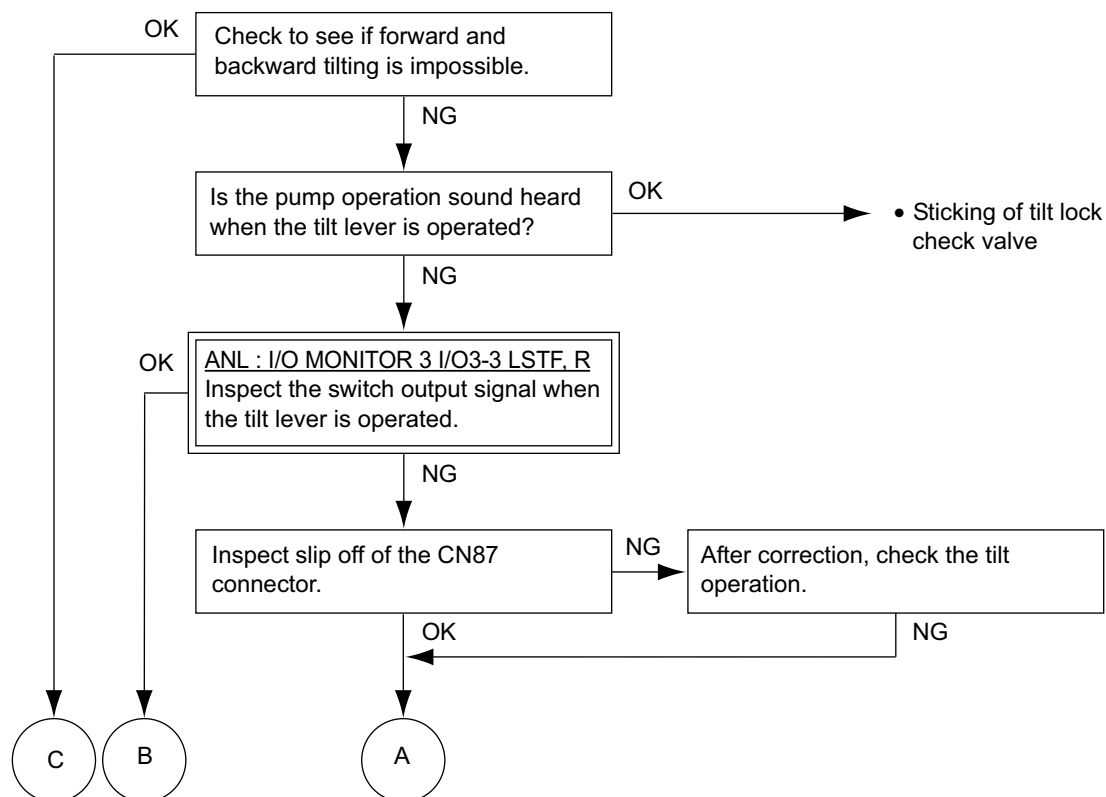 OK
Check to see if forward and
backward tilting is impossible.
NG
Is the pump operation sound heard
when the tilt lever is operated?
OK
• Sticking of tilt lock
check valve
NG
OK
ANL : I/O MONITOR 3 I/O3-3 LSTF, R
Inspect the switch output signal when
the tilt lever is operated.
NG
Inspect slip off of the CN87
connector.
NG
After correction, check the tilt
operation.
OK
NG
C
B
A